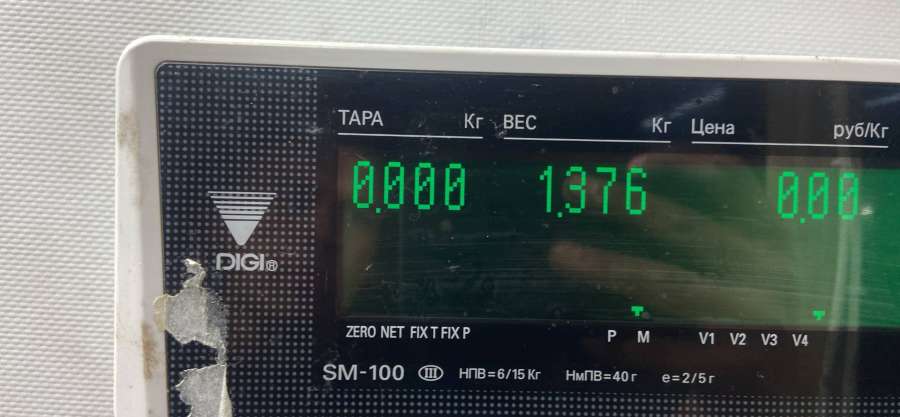 ТАРА Кг ВЕС Кг Цена руб/Кг
0.000 1.376 0.00
DIGI®
ZERO NET FIX T FIX P P M V1 V2 V3 V4
SM-100 III НПВ=6/15 Кг НмПВ=40 г e=2/5 г